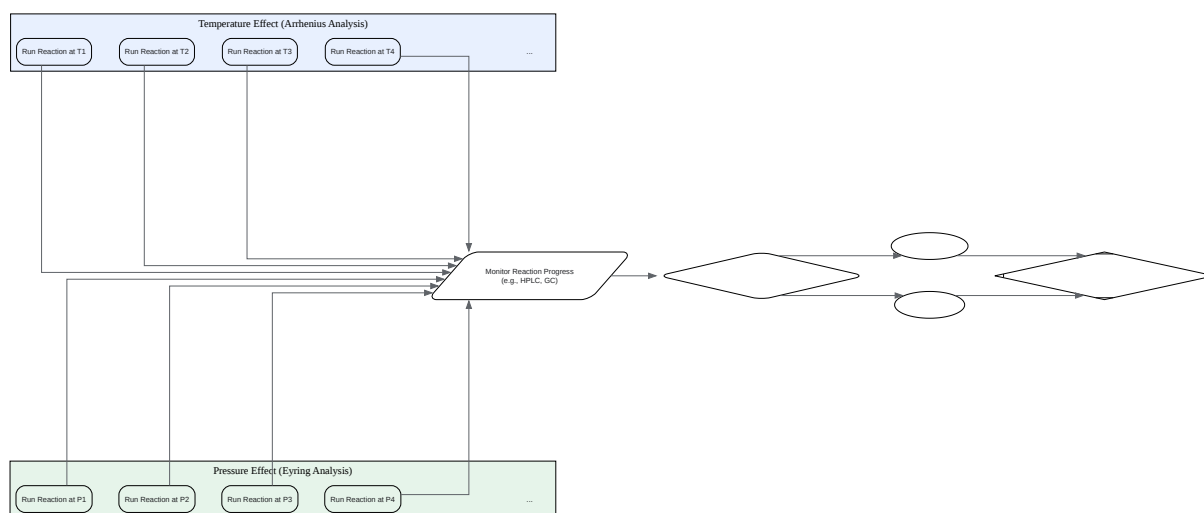 Temperature Effect (Arrhenius Analysis)
Run Reaction at T1
Run Reaction at T2
Run Reaction at T3
Run Reaction at T4
...
Monitor Reaction Progress
(e.g., HPLC, GC)
Pressure Effect (Eyring Analysis)
Run Reaction at P1
Run Reaction at P2
Run Reaction at P3
Run Reaction at P4
...